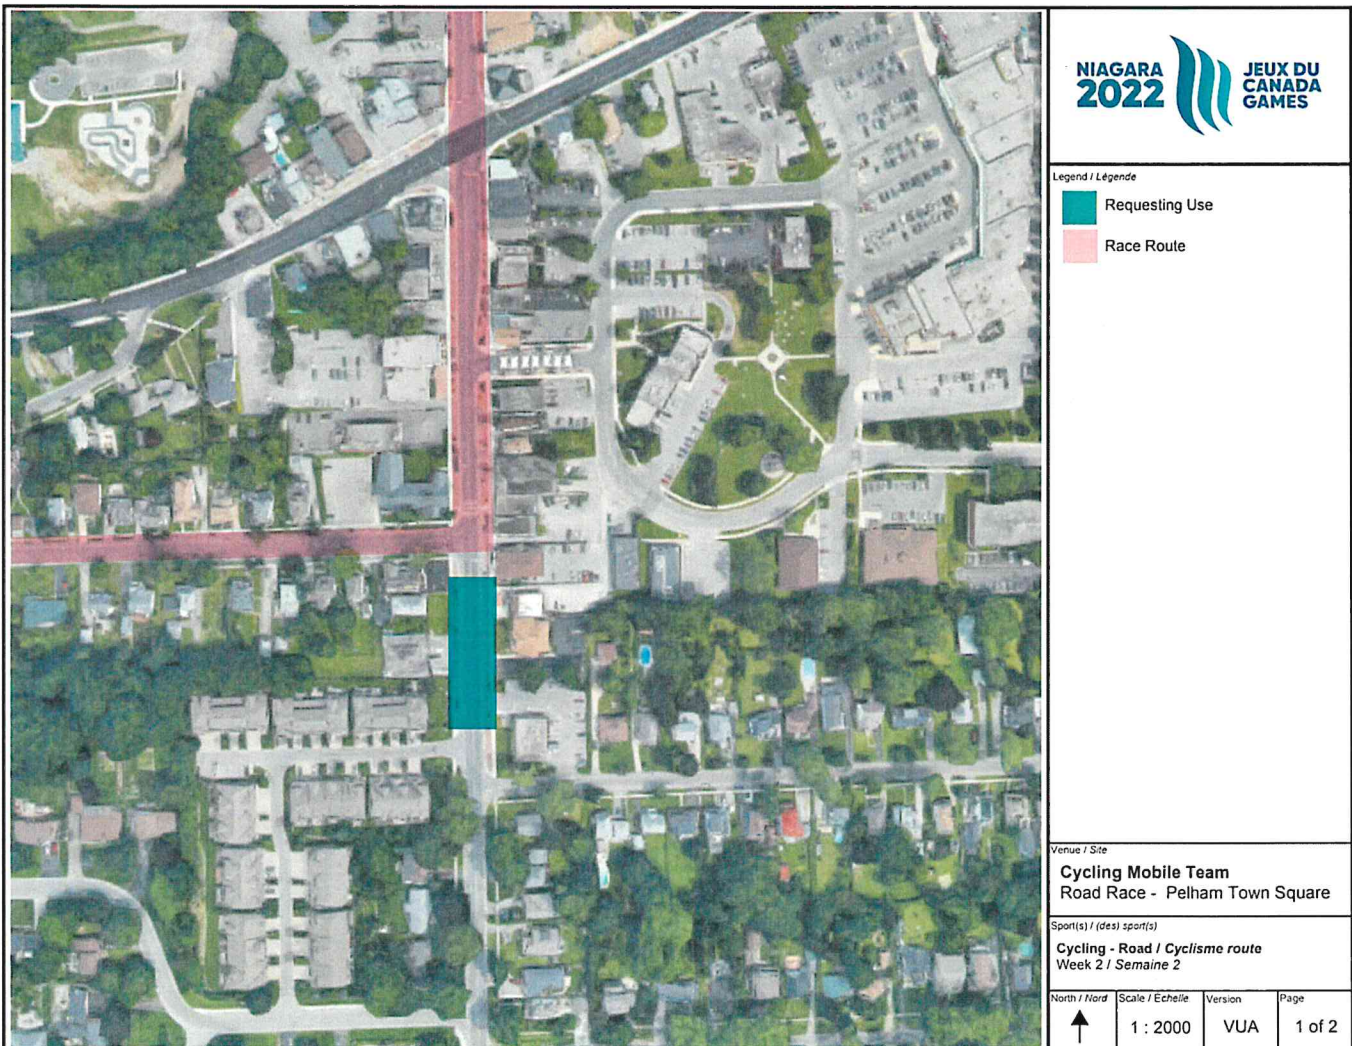 NIAGARA
2022
JEUX DU
CANADA
GAMES
Legend / Légende
Requesting Use
Race Route
Venue / Site
Cycling Mobile Team
Road Race - Pelham Town Square
Sport(s) / (des) sport(s)
Cycling - Road / Cyclisme route
Week 2 / Semaine 2
North / Nord
Scale / Échelle
Version
Page
1 : 2000
VUA
1 of 2